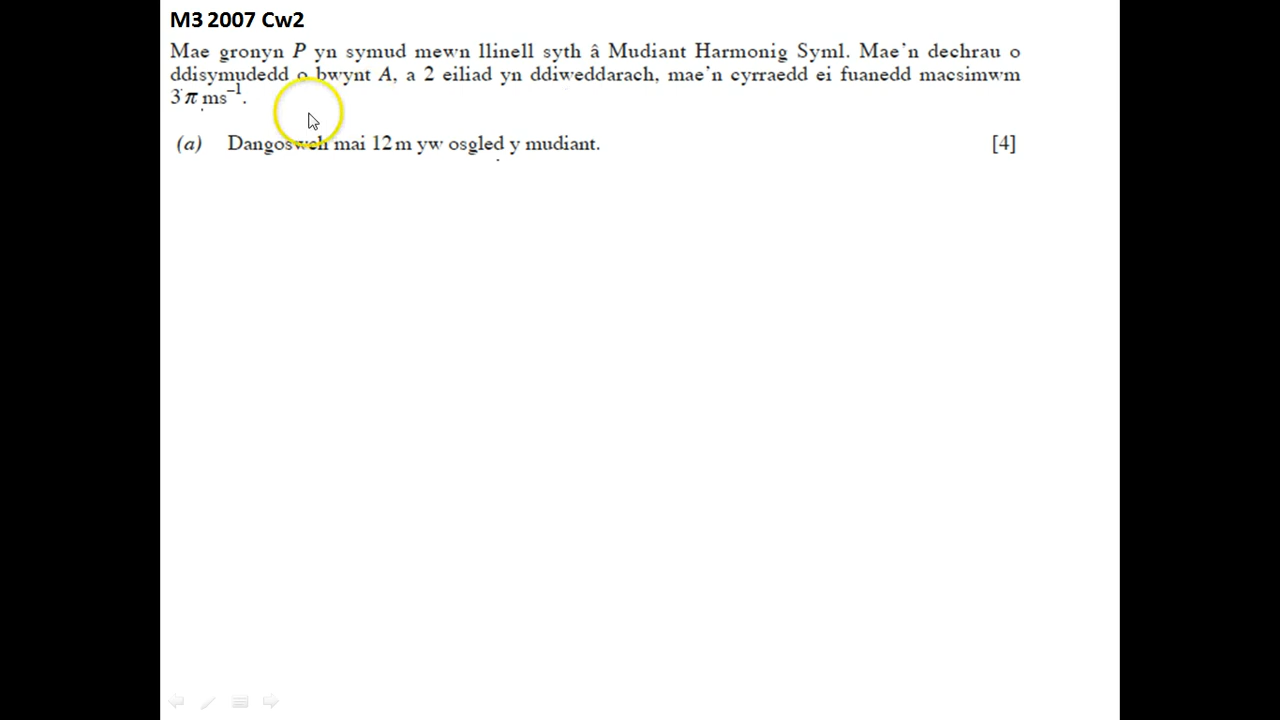 M3 2007 Cw2
Mae gronyn P yn symud mewn llinell syth â Mudiant Harmonig Syml. Mae'n dechrau o
ddisymudedd o bwynt A, a 2 eiliad yn ddiweddarach, mae'n cyrraedd ei fuanedd macsimwm
3π ms⁻¹.
(a) Dangoswch mai 12 m yw osgled y mudiant. [4]